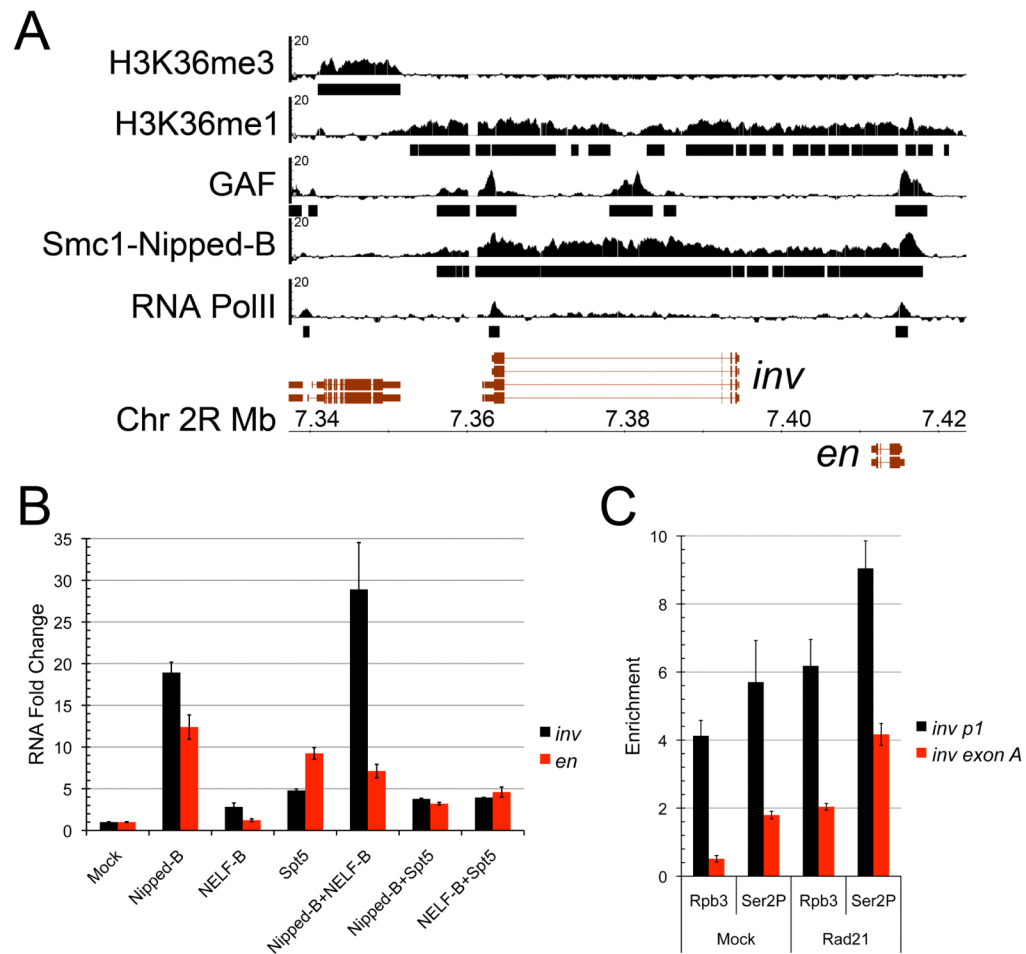 A
H3K36me3
20
H3K36me1
20
GAF
20
Smc1-Nipped-B
20
RNA PolII
20
inv
Chr 2R Mb 7.34 7.36 7.38 7.40 7.42
en
B
RNA Fold Change
35
30
25
20
15
10
5
0
Mock
Nipped-B
NELF-B
Spt5
Nipped-B+NELF-B
Nipped-B+Spt5
NELF-B+Spt5
inv
en
C
Enrichment
10
8
6
4
2
0
Rpb3 Ser2P Rpb3 Ser2P
Mock Rad21
inv p1
inv exon A